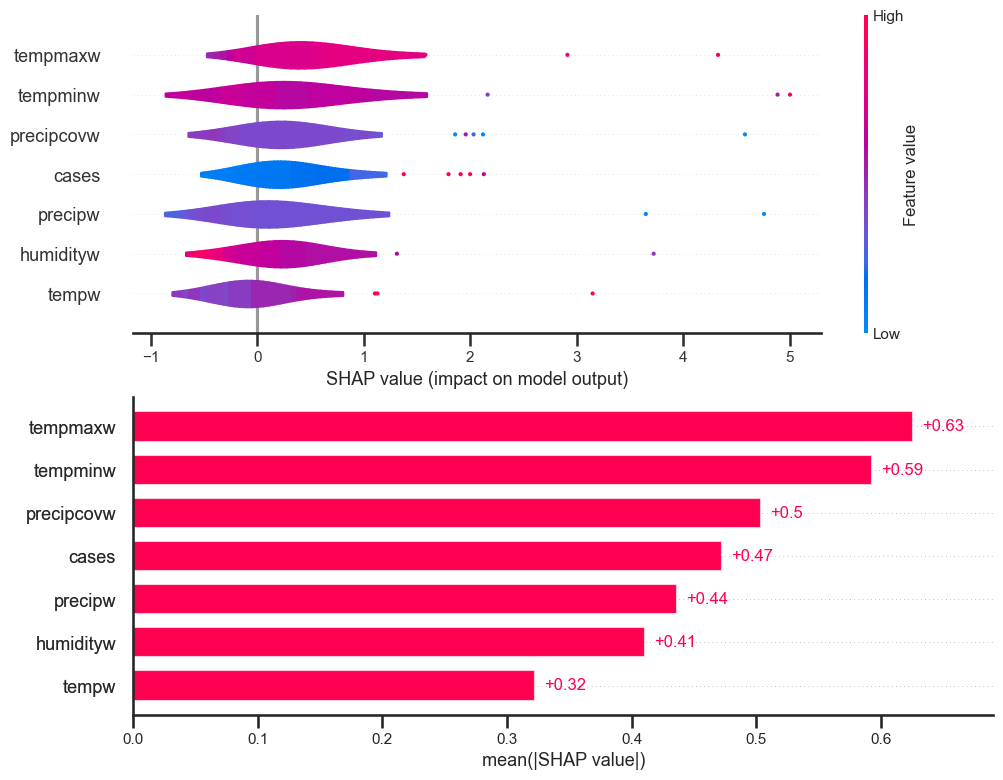 High
tempmaxw
tempminw
precipcovw
cases
precipw
humidityw
tempw
Feature value
Low
−1 0 1 2 3 4 5
SHAP value (impact on model output)
tempmaxw +0.63
tempminw +0.59
precipcovw +0.5
cases +0.47
precipw +0.44
humidityw +0.41
tempw +0.32
0.0 0.1 0.2 0.3 0.4 0.5 0.6
mean(|SHAP value|)